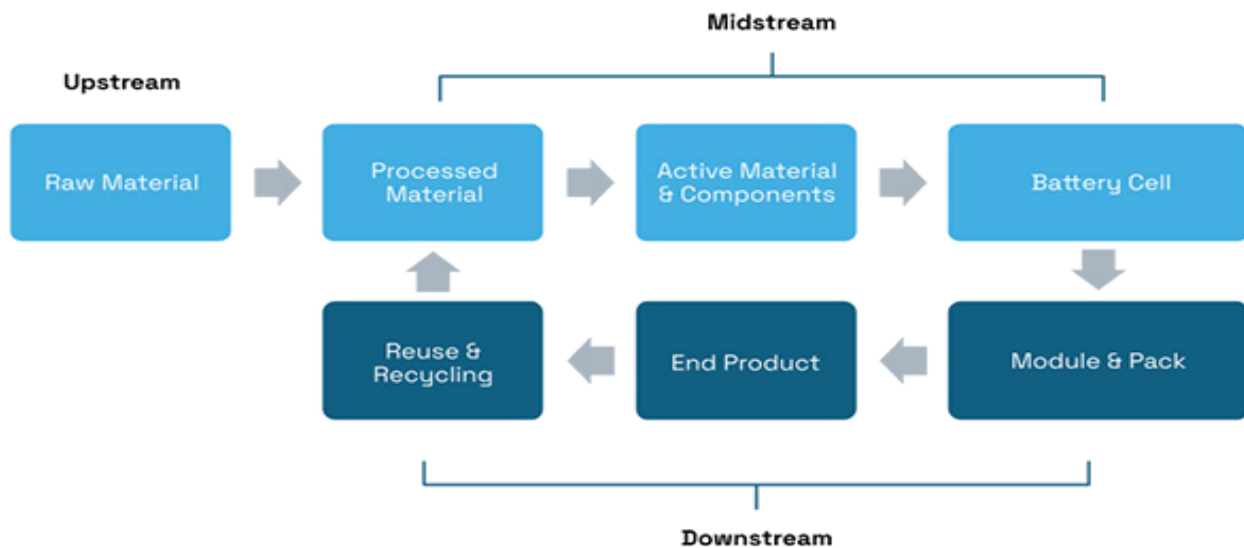 Midstream
Upstream
Raw Material
Processed
Material
Active Material
& Components
Battery Cell
Reuse &
Recycling
End Product
Module & Pack
Downstream